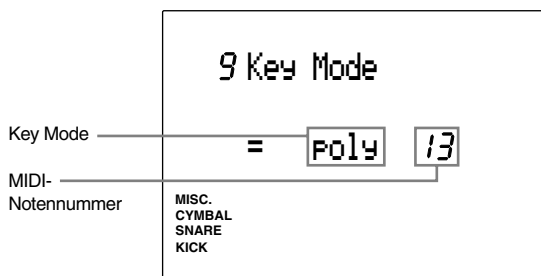 9 Key Mode
Key Mode
= poly 13
MIDI-
Notennummer
MISC.
CYMBAL
SNARE
KICK